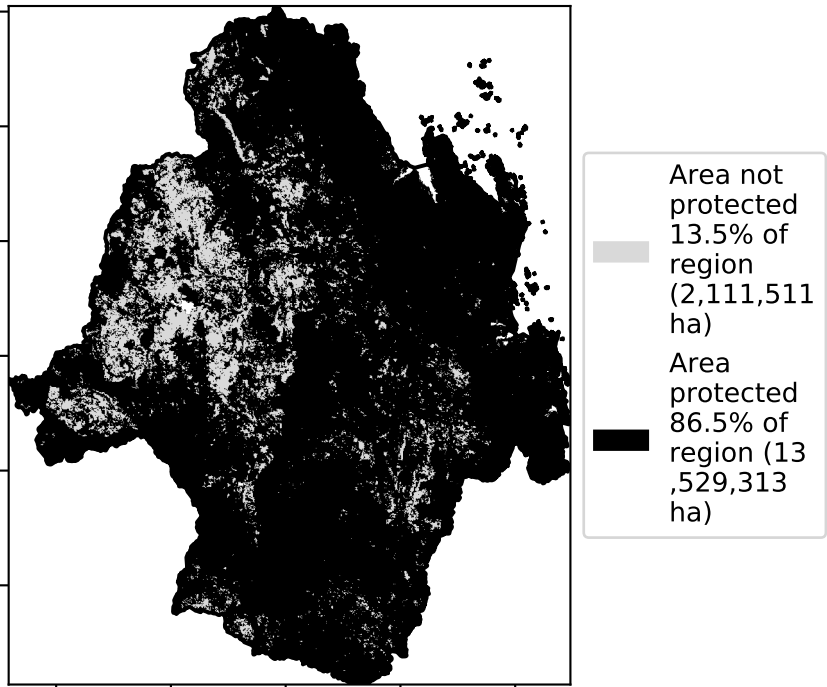 Area not
protected
13.5% of
region
(2,111,511
ha)
Area
protected
86.5% of
region (13
,529,313
ha)